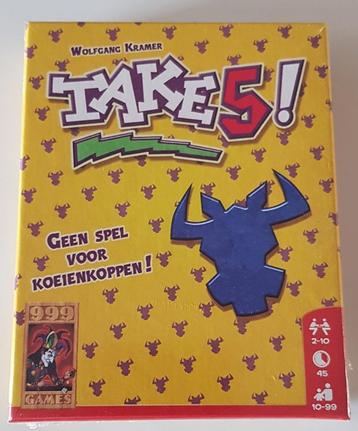 Wolfgang Kramer
TAKE 5!
Geen spel
voor
koeienkoppen!
999
GAMES
2-10
45
10-99